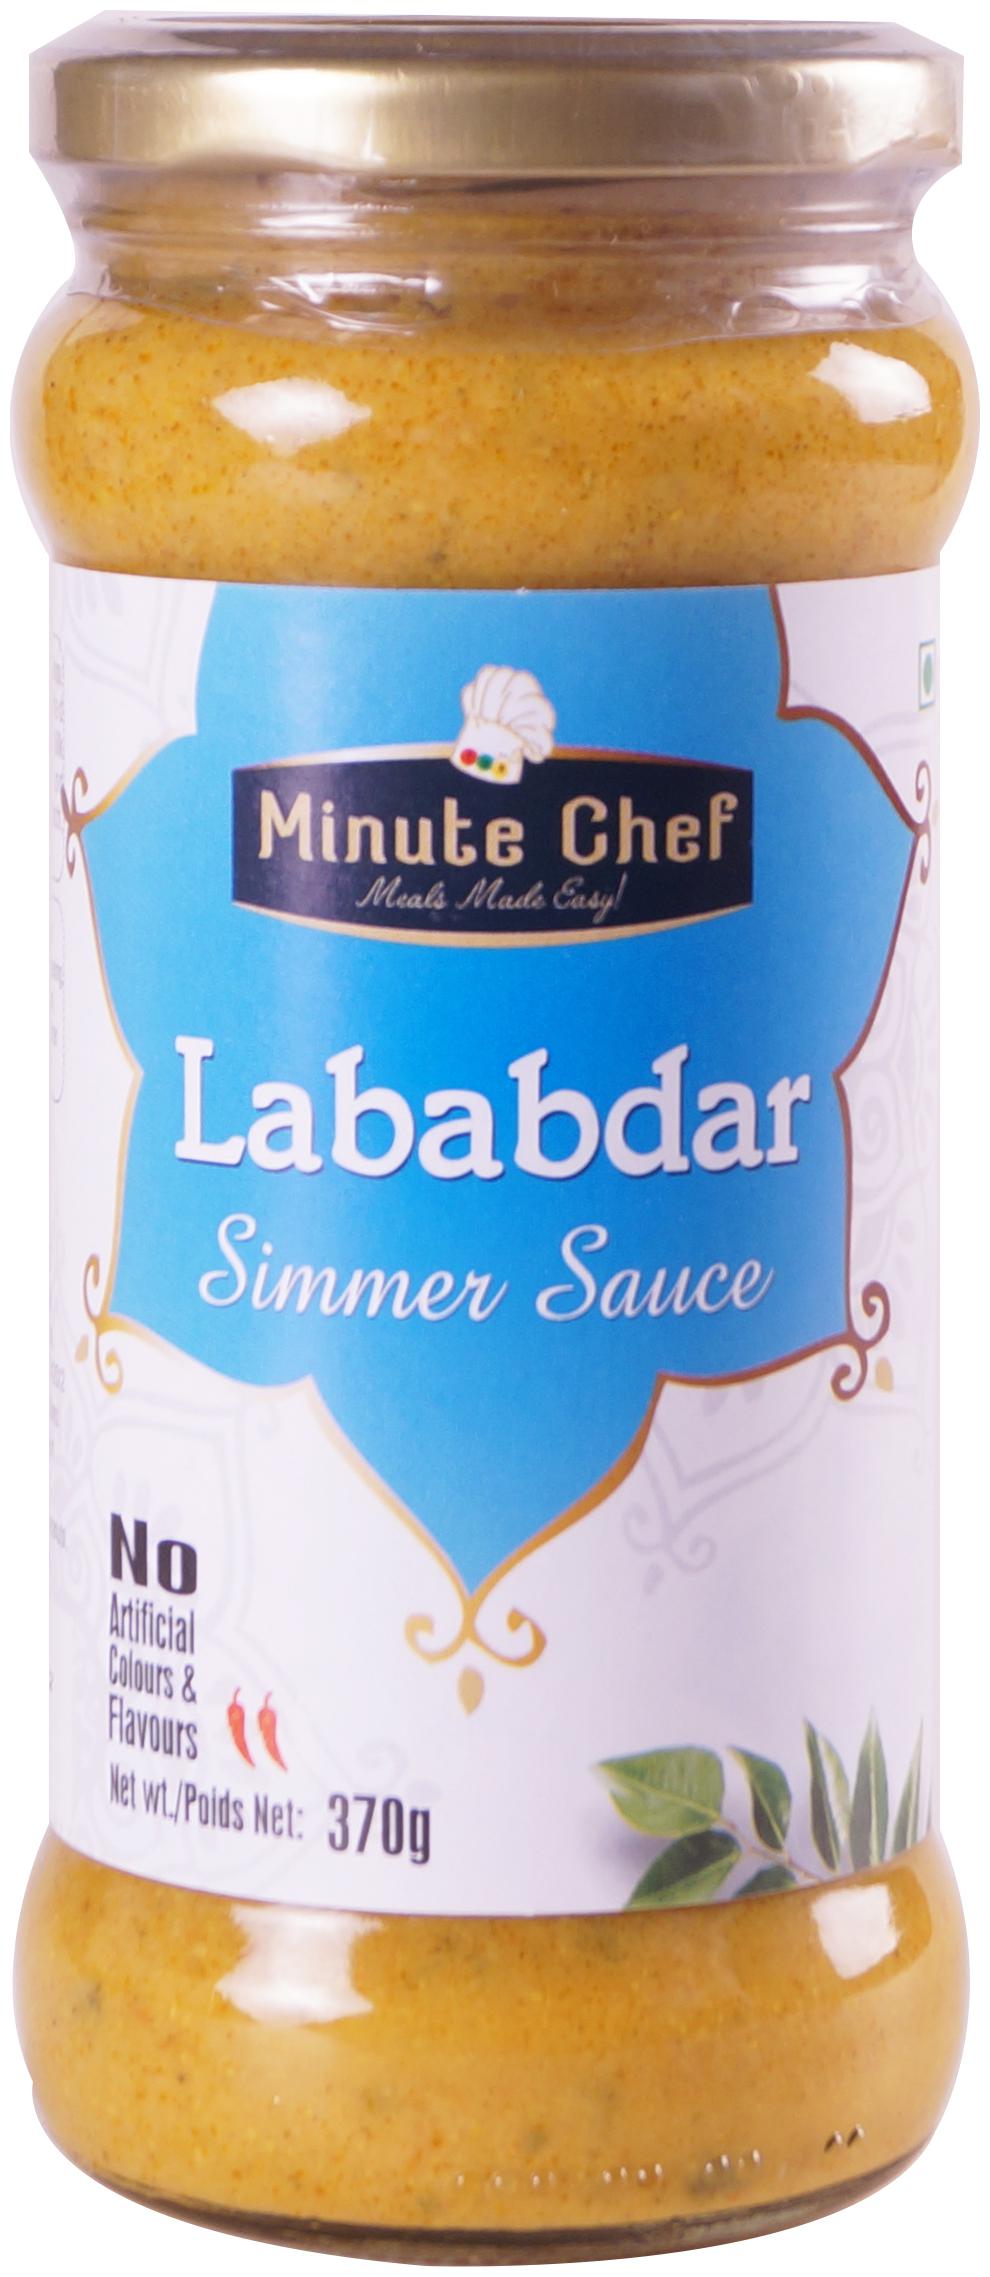 Minute Chef
Meals Made Easy!
Lababdar
Simmer Sauce
No
Artificial
Colours &
Flavours
Net wt./Poids Net: 370g